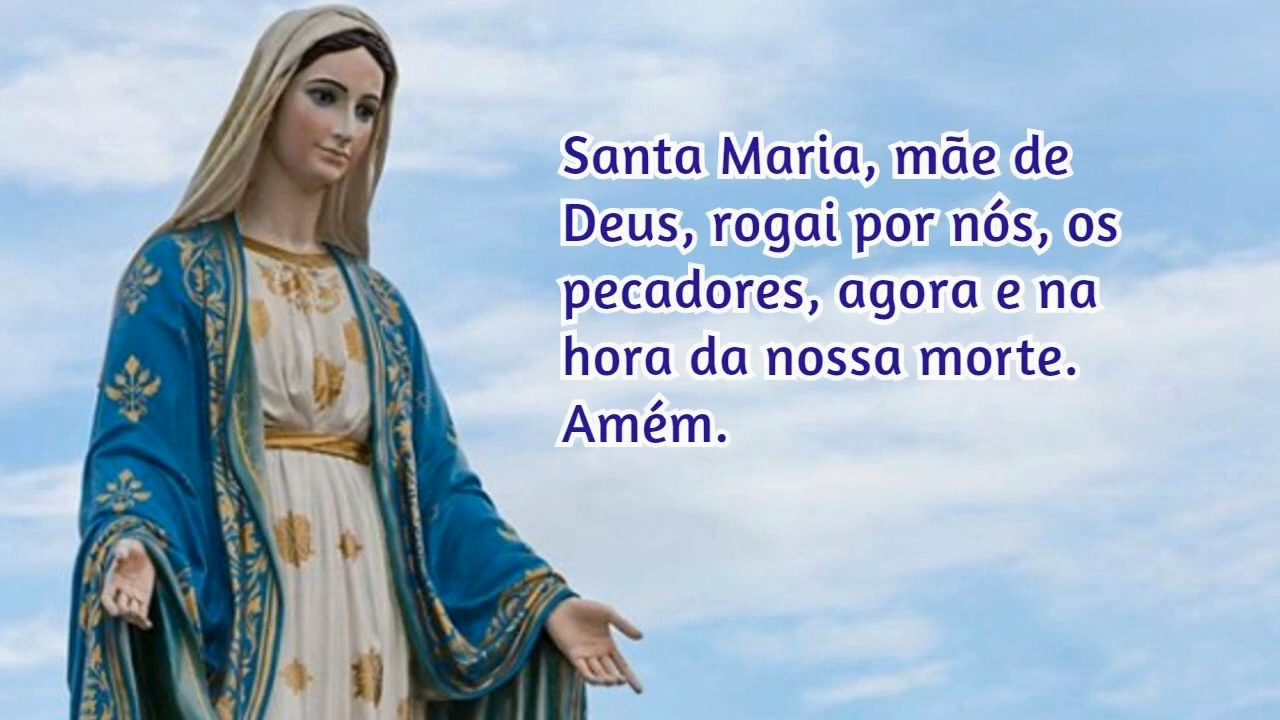 Santa Maria, mãe de
Deus, rogai por nós, os
pecadores, agora e na
hora da nossa morte.
Amém.